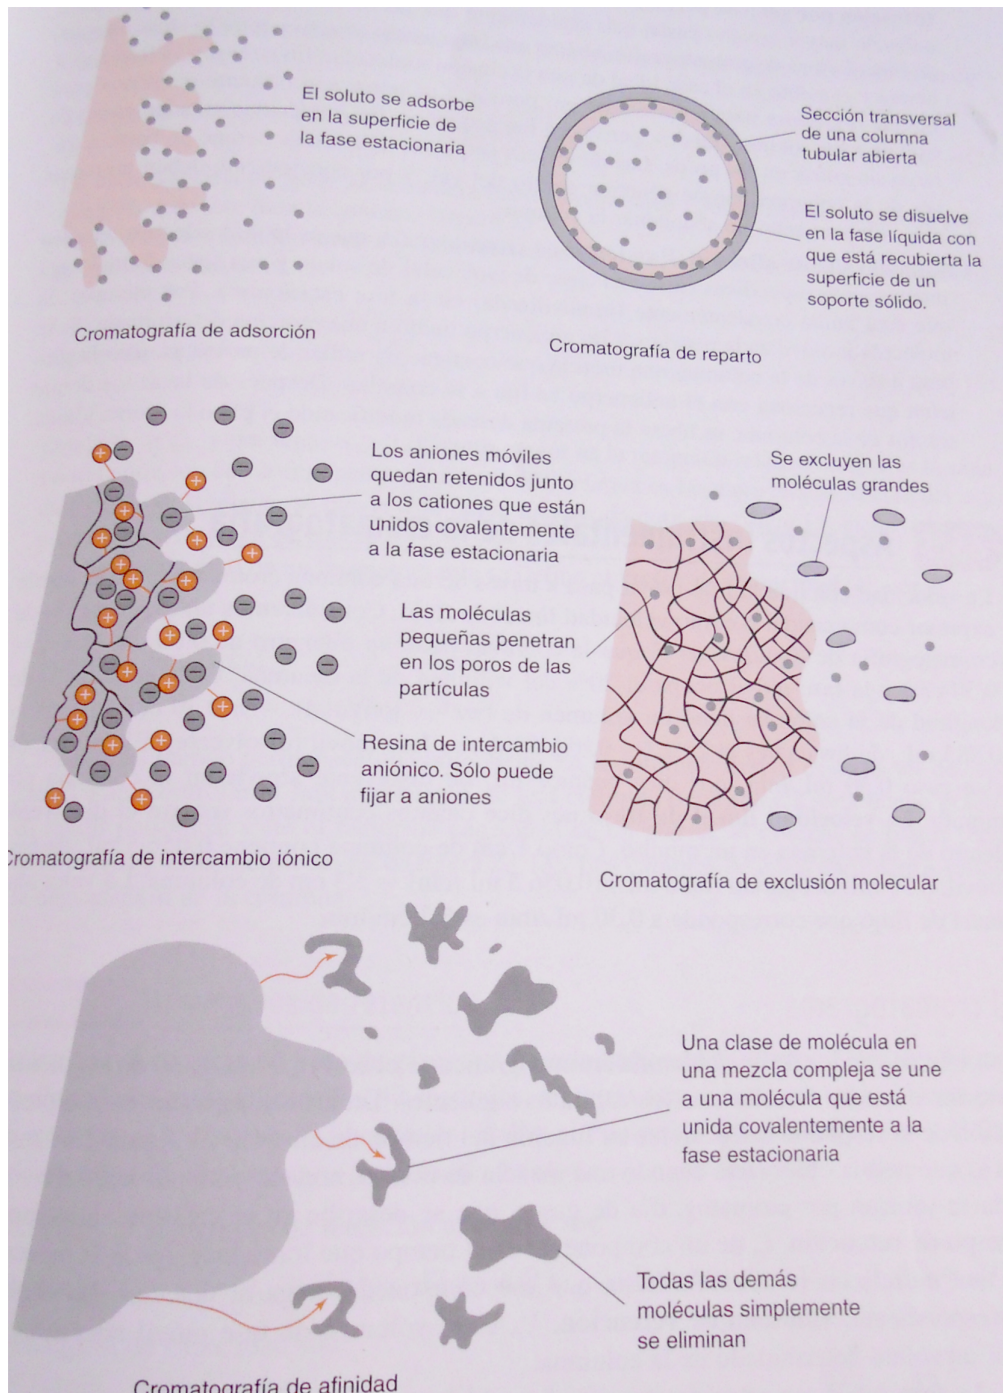 El soluto se adsorbe
en la superficie de
la fase estacionaria
Cromatografía de adsorción
Sección transversal
de una columna
tubular abierta
El soluto se disuelve
en la fase líquida con
que está recubierta la
superficie de un
soporte sólido.
Cromatografía de reparto
Los aniones móviles
quedan retenidos junto
a los cationes que están
unidos covalentemente
a la fase estacionaria
Resina de intercambio
aniónico. Sólo puede
fijar a aniones
Cromatografía de intercambio iónico
Se excluyen las
moléculas grandes
Las moléculas
pequeñas penetran
en los poros de las
partículas
Cromatografía de exclusión molecular
Una clase de molécula en
una mezcla compleja se une
a una molécula que está
unida covalentemente a la
fase estacionaria
Todas las demás
moléculas simplemente
se eliminan
Cromatografía de afinidad